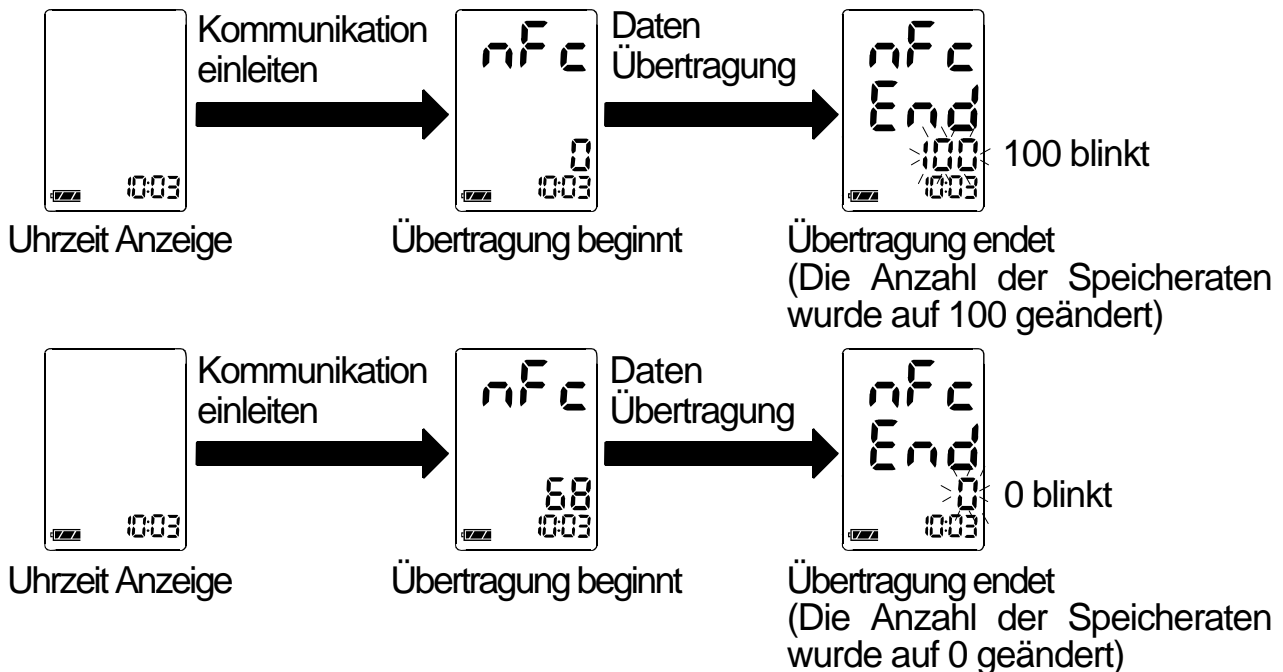 Kommunikation
einleiten
10:03
Uhrzeit Anzeige
nFc
0
10:03
Übertragung beginnt
Daten
Übertragung
nFc
End
100
10:03
100 blinkt
Übertragung endet
(Die Anzahl der Speicheraten
wurde auf 100 geändert)
Kommunikation
einleiten
10:03
Uhrzeit Anzeige
nFc
68
10:03
Übertragung beginnt
Daten
Übertragung
nFc
End
0
10:03
0 blinkt
Übertragung endet
(Die Anzahl der Speicheraten
wurde auf 0 geändert)